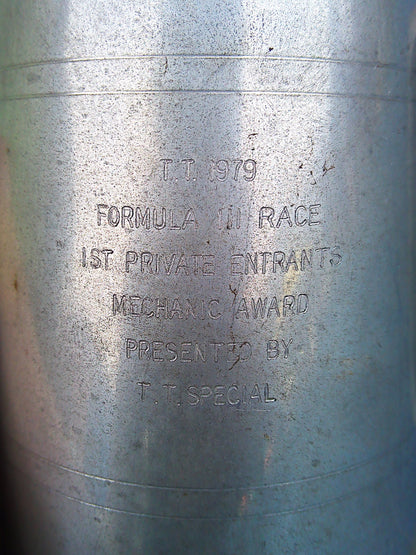 T.T. 1979
FORMULA III RACE
1ST PRIVATE ENTRANTS
MECHANIC AWARD
PRESENTED BY
T.T. SPECIAL